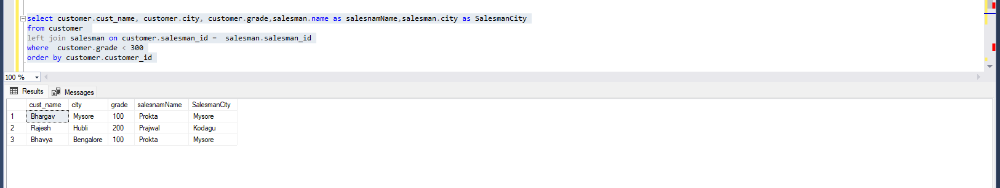 select customer.cust_name, customer.city, customer.grade,salesman.name as salesnamName,salesman.city as SalesmanCity
from customer
left join salesman on customer.salesman_id =  salesman.salesman_id
where  customer.grade < 300
order by customer.customer_id
100 %
Results Messages
cust_name city grade salesnamName SalesmanCity
1 Bhargav Mysore 100 Prokta Mysore
2 Rajesh Hubli 200 Prajwal Kodagu
3 Bhavya Bengalore 100 Prokta Mysore